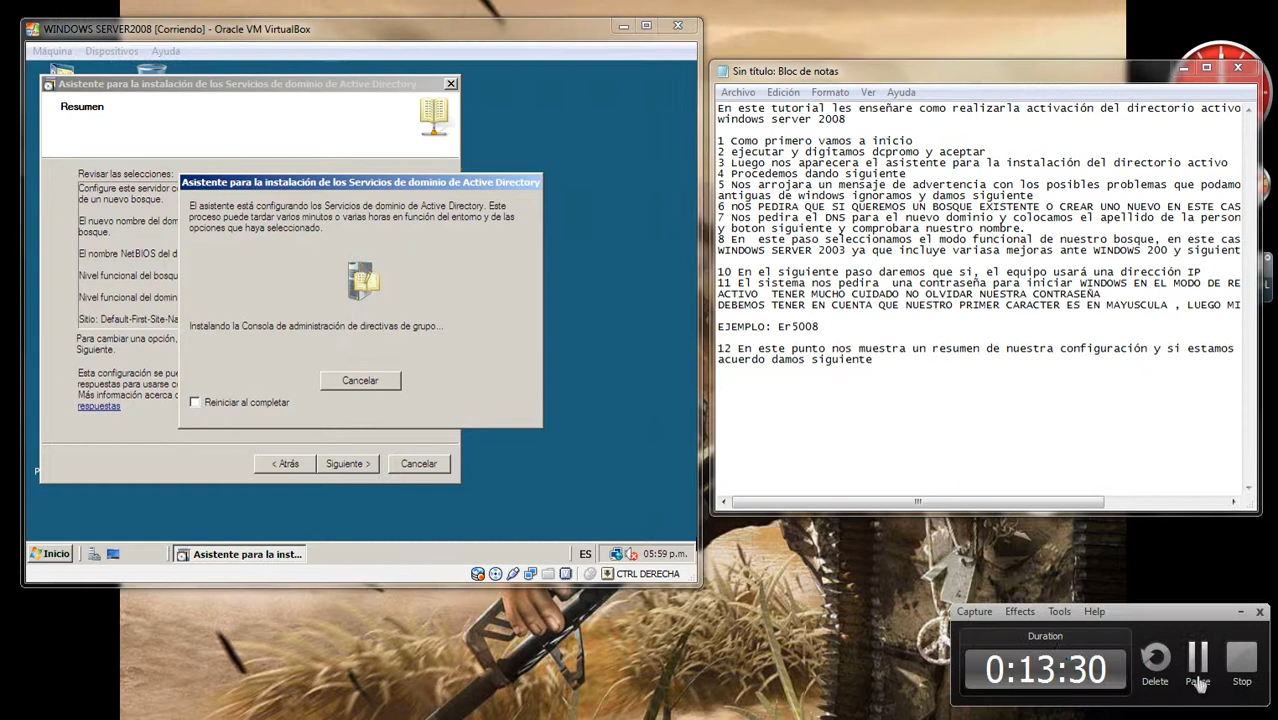 WINDOWS SERVER2008 [Corriendo] - Oracle VM VirtualBox
Máquina Dispositivos Ayuda
Asistente para la instalación de los Servicios de dominio de Active Directory
Resumen
Revisar las selecciones:
Configure este servidor c
de un nuevo bosque.
El nuevo nombre del dom
bosque.
El nombre NetBIOS del d
Nivel funcional del bosqu
Nivel funcional del domin
Sitio: Default-First-Site-Na
Para cambiar una opción,
Siguiente.
Esta configuración se pue
respuestas para usarse c
Más información acerca
respuestas
< Atrás Siguiente > Cancelar
Asistente para la instalación de los Servicios de dominio de Active Directory
El asistente está configurando los Servicios de dominio de Active Directory. Este
proceso puede tardar varios minutos o varias horas en función del entorno y de las
opciones que haya seleccionado.
Instalando la Consola de administración de directivas de grupo...
Cancelar
Reiniciar al completar
P
Inicio Asistente para la inst... ES 05:59 p.m.
CTRL DERECHA
Sin título: Bloc de notas
Archivo Edición Formato Ver Ayuda
En este tutorial les enseñare como realizarla activación del directorio activo
windows server 2008
1 Como primero vamos a inicio
2 ejecutar y digitamos dcpromo y aceptar
3 Luego nos aparecera el asistente para la instalación del directorio activo
4 Procedemos dando siguiente
5 Nos arrojara un mensaje de advertencia con los posibles problemas que podamo
antiguas de windows ignoramos y damos siguiente
6 nOS PEDIRA QUE SI QUEREMOS UN BOSQUE EXISTENTE O CREAR UNO NUEVO EN ESTE CAS
7 Nos pedira el DNS para el nuevo dominio y colocamos el apellido de la person
y boton siguiente y comprobara nuestro nombre.
8 En este paso seleccionamos el modo funcional de nuestro bosque, en este cas
WINDOWS SERVER 2003 ya que incluye variasa mejoras ante WINDOWS 200 y siguient
10 En el siguiente paso daremos que si, el equipo usará una dirección IP
11 El sistema nos pedira una contraseña para iniciar WINDOWS EN EL MODO DE RE
ACTIVO TENER MUCHO CUIDADO NO OLVIDAR NUESTRA CONTRASEÑA
DEBEMOS TENER EN CUENTA QUE NUESTRO PRIMER CARACTER ES EN MAYUSCULA , LUEGO MI
EJEMPLO: Er5008
12 En este punto nos muestra un resumen de nuestra configuración y si estamos
acuerdo damos siguiente
L
Capture Effects Tools Help
Duration
0:13:30
Delete Pause Stop